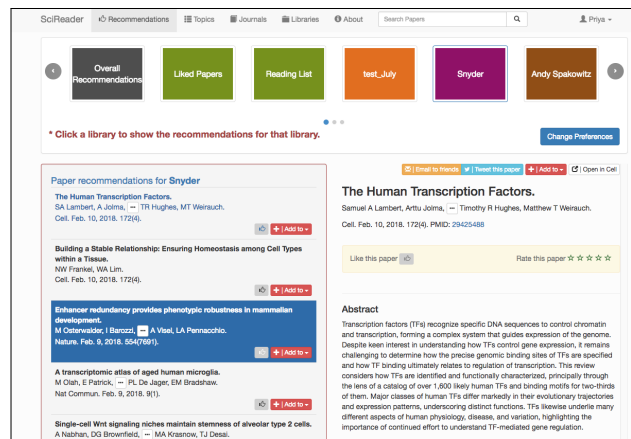 SciReader Recommendations Topics Journals Libraries About Search Papers Priya
Overall
Recommendations
Liked Papers
Reading List
test_July
Snyder
Andy Spakowitz
* Click a library to show the recommendations for that library.
Change Preferences
Paper recommendations for Snyder
The Human Transcription Factors.
SA Lambert, A Jolma, ••• TR Hughes, MT Weirauch.
Cell. Feb. 10, 2018. 172(4).
+ | Add to
Building a Stable Relationship: Ensuring Homeostasis among Cell Types
within a Tissue.
NW Frankel, WA Lim.
Cell. Feb. 10, 2018. 172(4).
+ | Add to
Enhancer redundancy provides phenotypic robustness in mammalian
development.
M Osterwalder, I Barozzi, ••• A Visel, LA Pennacchio.
Nature. Feb. 9, 2018. 554(7691).
+ | Add to
A transcriptomic atlas of aged human microglia.
M Olah, E Patrick, ••• PL De Jager, EM Bradshaw.
Nat Commun. Feb. 9, 2018. 9(1).
+ | Add to
Single-cell Wnt signaling niches maintain stemness of alveolar type 2 cells.
A Nabhan, DG Brownfield, ••• MA Krasnow, TJ Desai.
| Email to friends | Tweet this paper + | Add to | Open in Cell
The Human Transcription Factors.
Samuel A Lambert, Arttu Jolma, ••• Timothy R Hughes, Matthew T Weirauch.
Cell. Feb. 10, 2018. 172(4). PMID: 29425488
Like this paper Rate this paper ☆ ☆ ☆ ☆ ☆
Abstract
Transcription factors (TFs) recognize specific DNA sequences to control chromatin
and transcription, forming a complex system that guides expression of the genome.
Despite keen interest in understanding how TFs control gene expression, it remains
challenging to determine how the precise genomic binding sites of TFs are specified
and how TF binding ultimately relates to regulation of transcription. This review
considers how TFs are identified and functionally characterized, principally through
the lens of a catalog of over 1,600 likely human TFs and binding motifs for two-thirds
of them. Major classes of human TFs differ markedly in their evolutionary trajectories
and expression patterns, underscoring distinct functions. TFs likewise underlie many
different aspects of human physiology, disease, and variation, highlighting the
importance of continued effort to understand TF-mediated gene regulation.